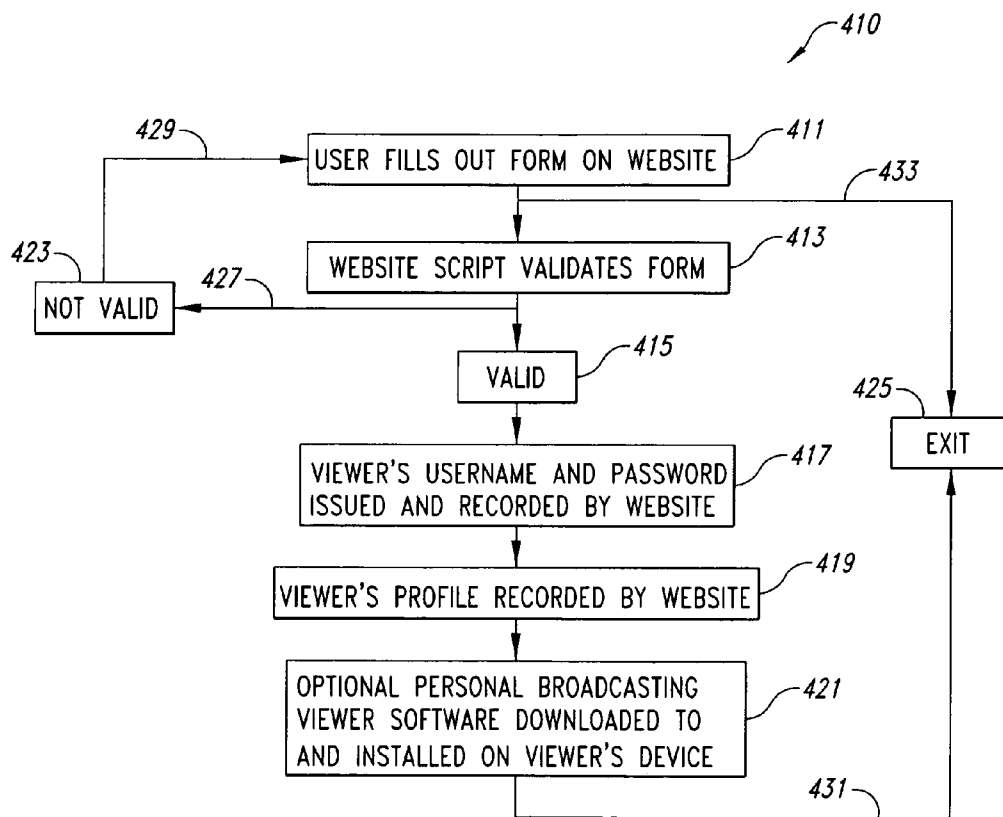 410
429
411
USER FILLS OUT FORM ON WEBSITE
433
423
413
WEBSITE SCRIPT VALIDATES FORM
427
NOT VALID
415
VALID
425
EXIT
417
VIEWER'S USERNAME AND PASSWORD
ISSUED AND RECORDED BY WEBSITE
419
VIEWER'S PROFILE RECORDED BY WEBSITE
421
OPTIONAL PERSONAL BROADCASTING
VIEWER SOFTWARE DOWNLOADED TO
AND INSTALLED ON VIEWER'S DEVICE
431